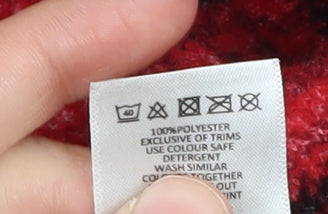 40
100%POLYESTER
EXCLUSIVE OF TRIMS
USE COLOUR SAFE
DETERGENT
WASH SIMILAR
TOGETHER
OUT